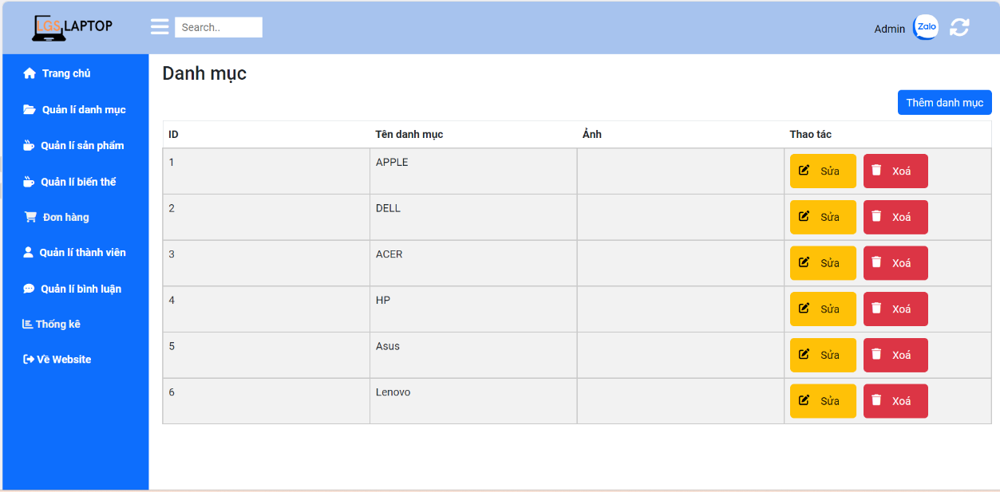 LGS LAPTOP
Search..
Admin
Zalo
Trang chủ
Quản lí danh mục
Quản lí sản phẩm
Quản lí biến thể
Đơn hàng
Quản lí thành viên
Quản lí bình luận
Thống kê
Về Website
Danh mục
Thêm danh mục
ID Tên danh mục Ảnh Thao tác
1 APPLE Sửa Xoá
2 DELL Sửa Xoá
3 ACER Sửa Xoá
4 HP Sửa Xoá
5 Asus Sửa Xoá
6 Lenovo Sửa Xoá